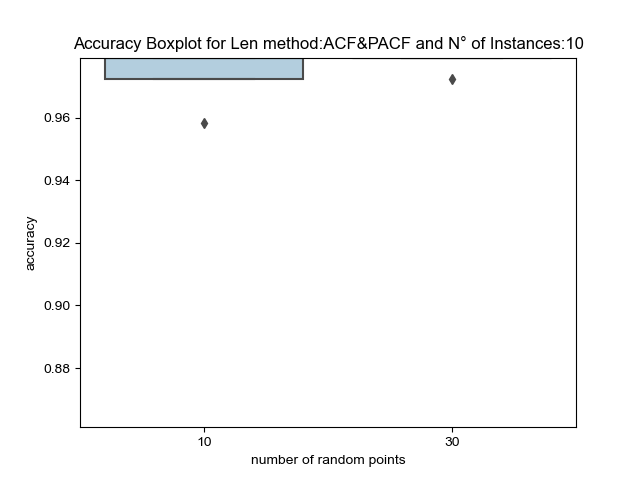 Accuracy Boxplot for Len method:ACF&PACF and N° of Instances:10
0.96
0.94
0.92
0.90
0.88
accuracy
10 30
number of random points